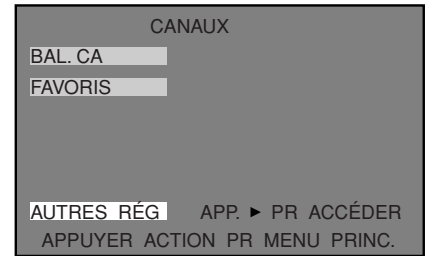 CANAUX
BAL. CA
FAVORIS
AUTRES RÉG APP. ► PR ACCÉDER
APPUYER ACTION PR MENU PRINC.